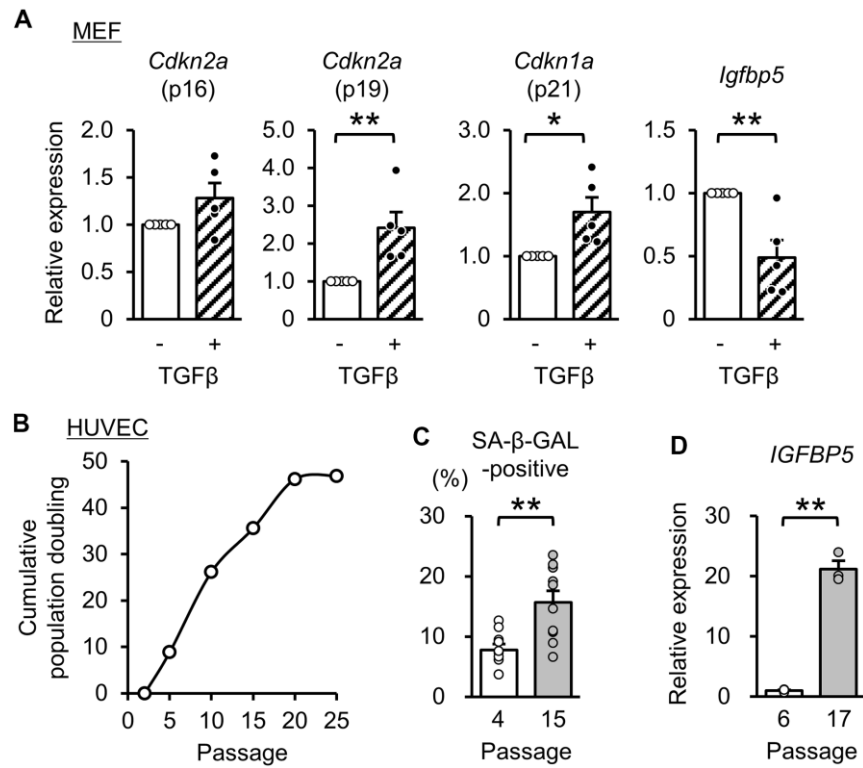 A MEF
Cdkn2a
(p16)
Cdkn2a
(p19)
Cdkn1a
(p21)
Igfbp5
Relative expression
2.0
1.5
1.0
0.5
0
- +
TGFβ
**
5.0
4.0
3.0
2.0
1.0
0
- +
TGFβ
*
3.0
2.0
1.0
0
- +
TGFβ
**
1.5
1.0
0.5
0
- +
TGFβ
B HUVEC
Cumulative
population doubling
50
40
30
20
10
0
0 5 10 15 20 25
Passage
C SA-β-GAL
-positive
(%)
**
30
20
10
0
4 15
Passage
D IGFBP5
Relative expression
**
30
20
10
0
6 17
Passage